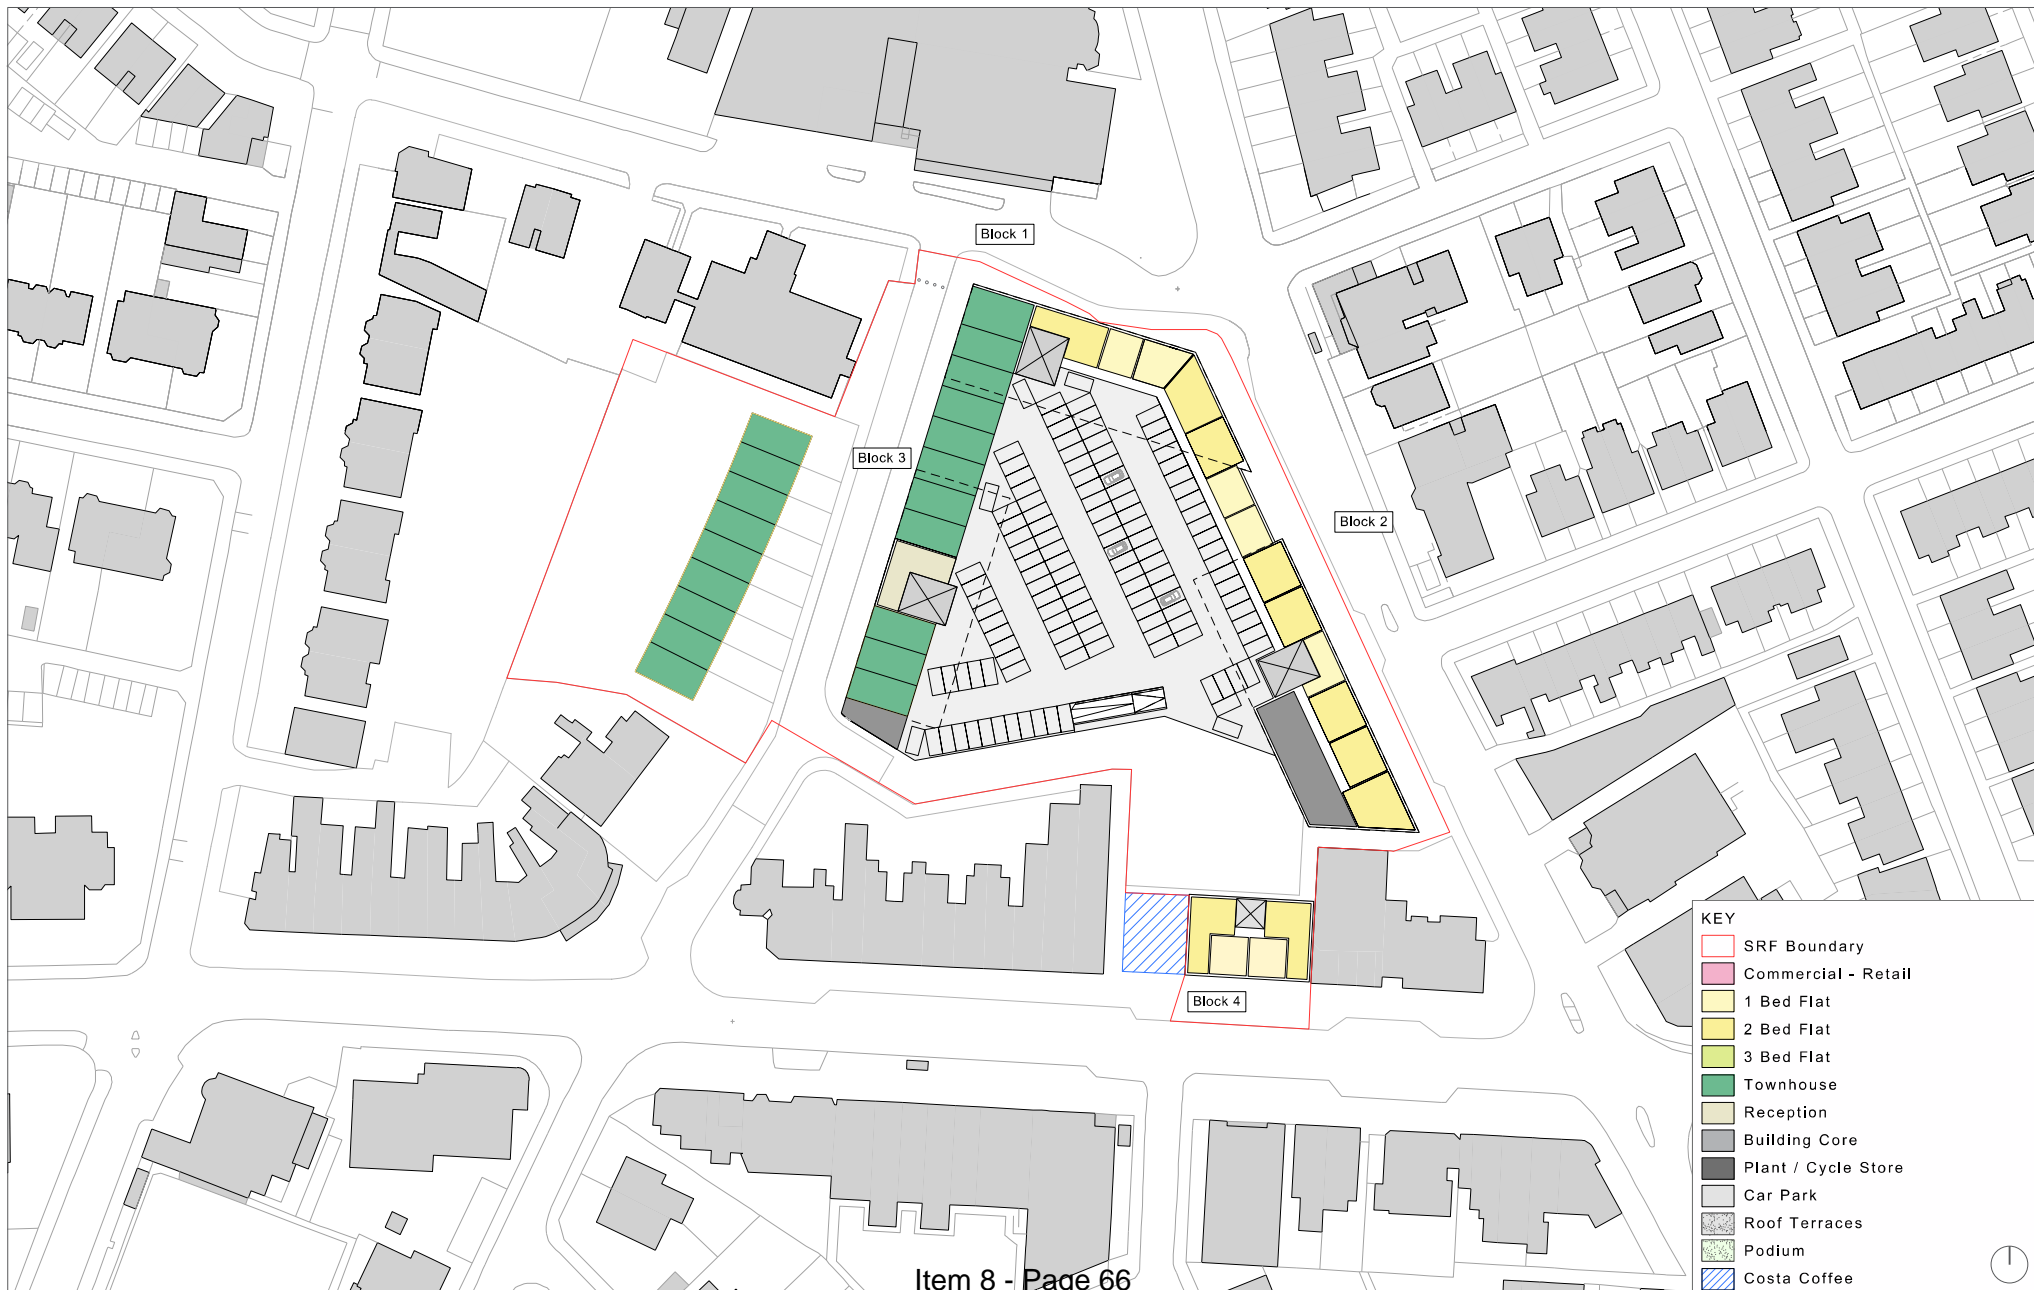 Block 1
Block 3
Block 2
Block 4
KEY
SRF Boundary
Commercial - Retail
1 Bed Flat
2 Bed Flat
3 Bed Flat
Townhouse
Reception
Building Core
Plant / Cycle Store
Car Park
Roof Terraces
Podium
Costa Coffee
Item 8 - Page 66